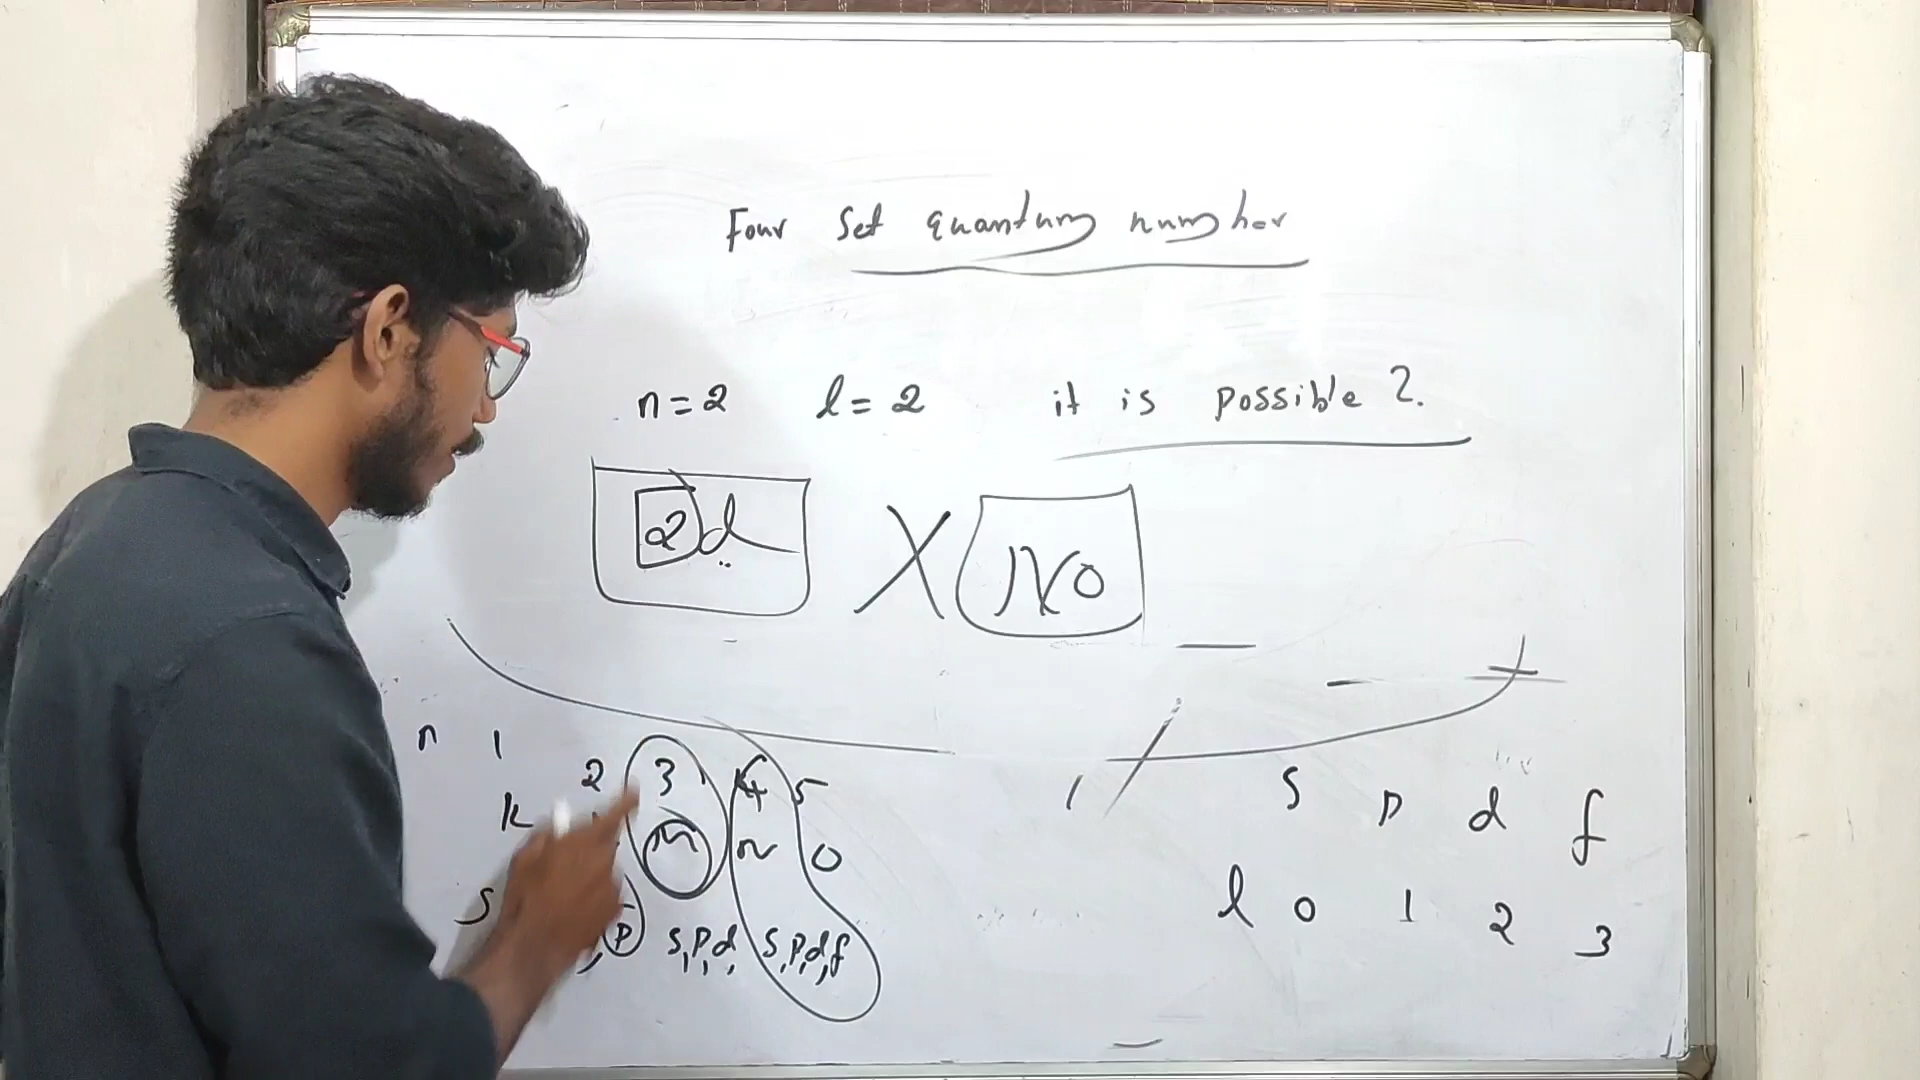 Four Set quantum number
n=2 l=2 it is possible?
2d X NO
n 1 2 3 4 5
K M N O
S P S,P,d, S,P,d,f
S P d f
l 0 1 2 3